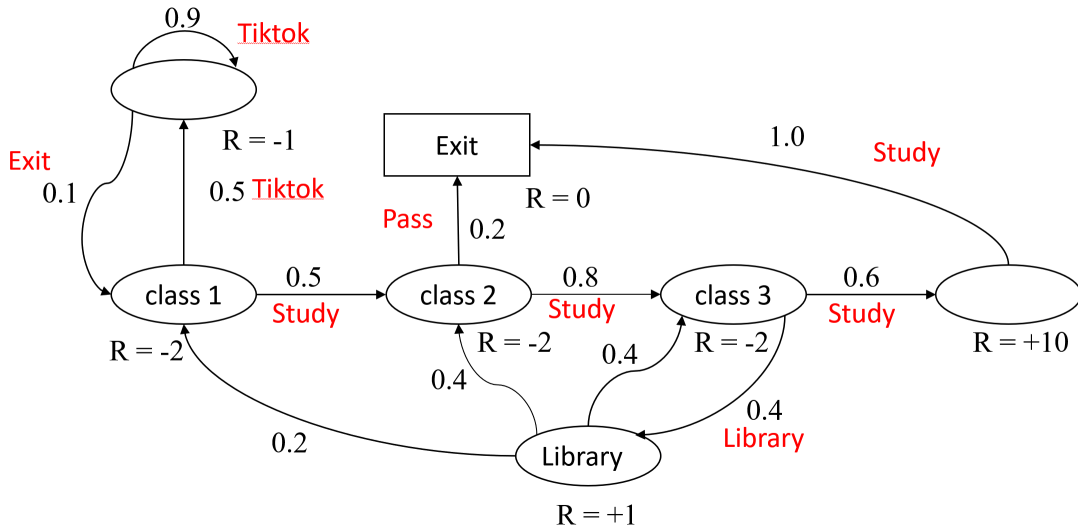 0.9
Tiktok
R = -1
Exit
0.1
0.5 Tiktok
Exit
R = 0
1.0
Study
Pass
0.2
class 1
0.5
Study
class 2
0.8
Study
class 3
0.6
Study
R = -2
R = -2
R = -2
R = +10
0.4
0.4
0.4
Library
0.2
Library
R = +1